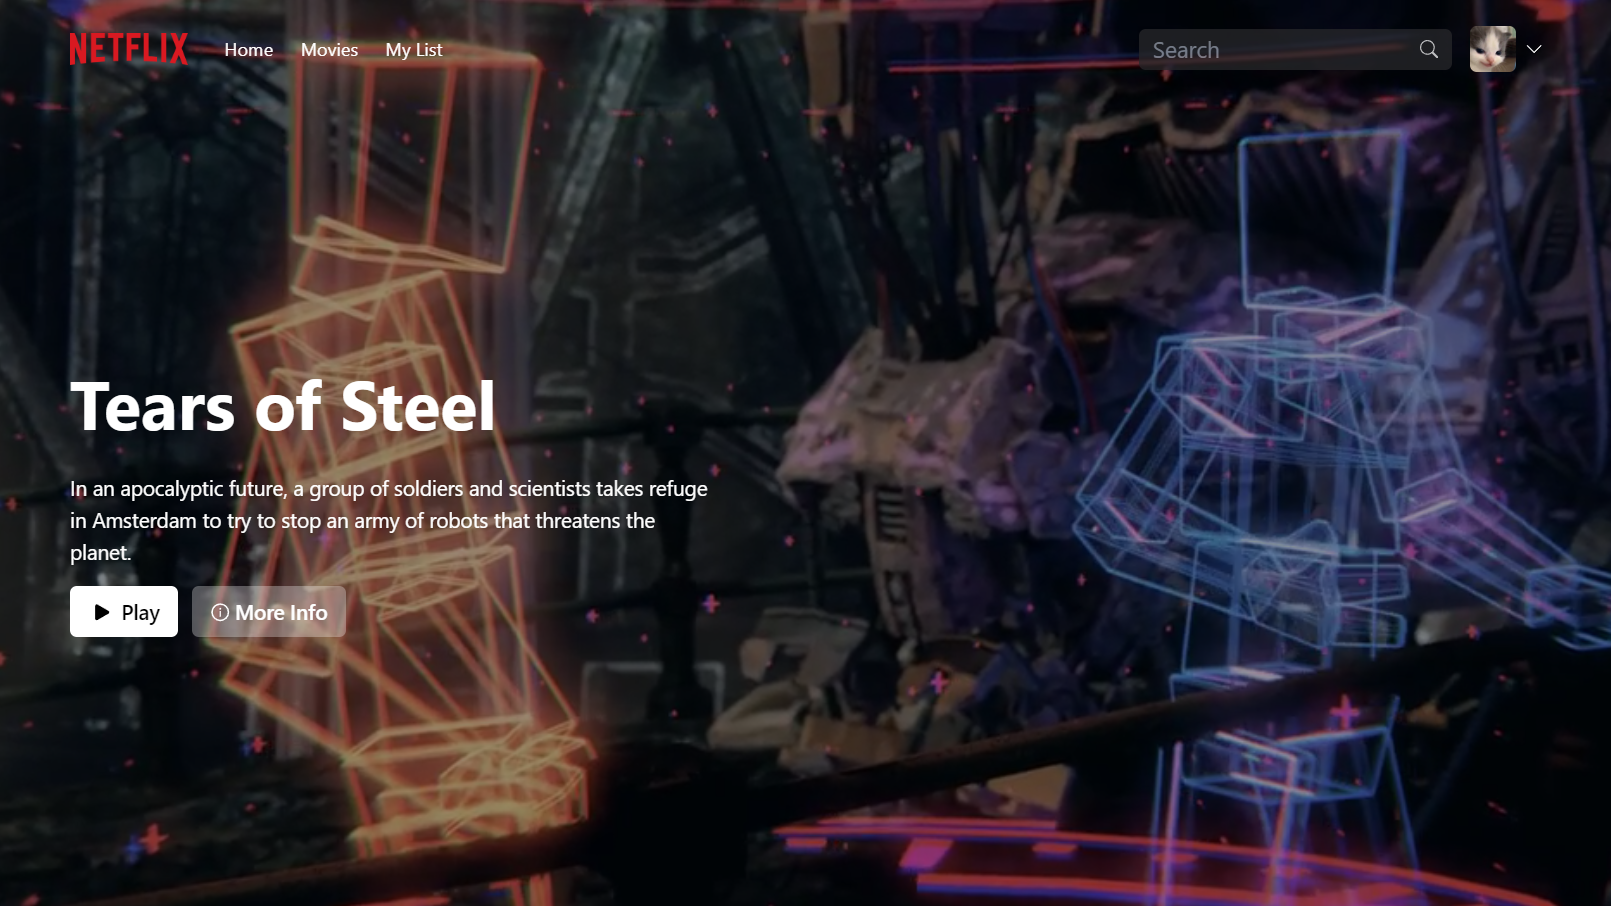 NETFLIX
Home
Movies
My List
Search
Tears of Steel
In an apocalyptic future, a group of soldiers and scientists takes refuge
in Amsterdam to try to stop an army of robots that threatens the
planet.
Play
More Info